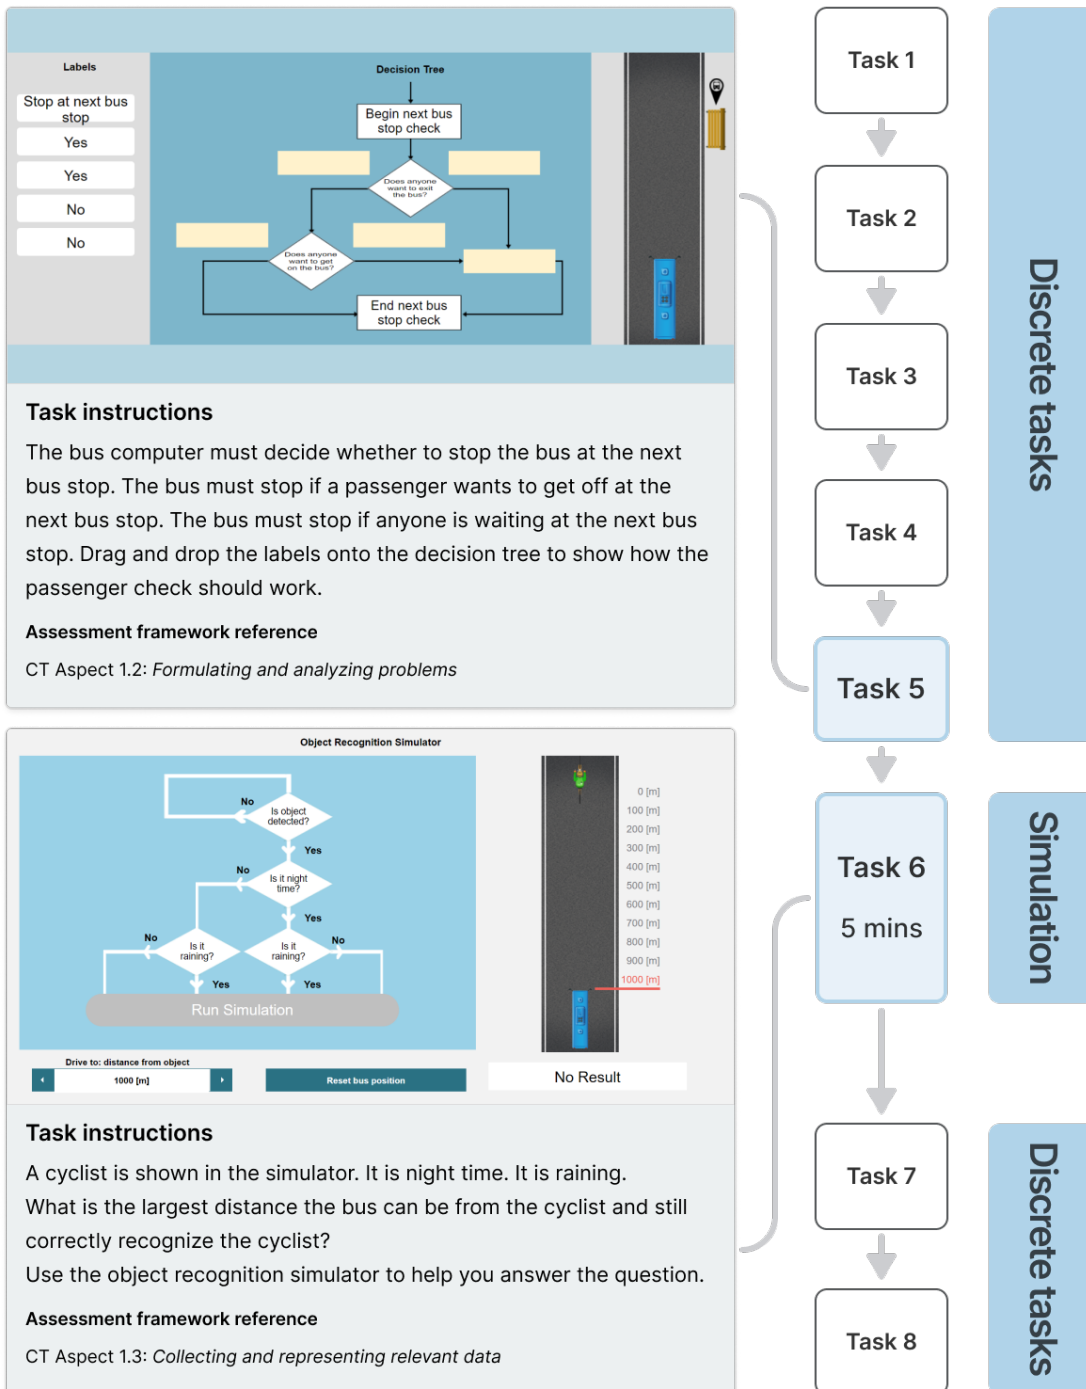 Labels
Stop at next bus
stop
Yes
Yes
No
No
Decision Tree
Begin next bus
stop check
Does anyone
want to exit
the bus?
Does anyone
want to get
on the bus?
End next bus
stop check
Task instructions
The bus computer must decide whether to stop the bus at the next
bus stop. The bus must stop if a passenger wants to get off at the
next bus stop. The bus must stop if anyone is waiting at the next bus
stop. Drag and drop the labels onto the decision tree to show how the
passenger check should work.
Assessment framework reference
CT Aspect 1.2: Formulating and analyzing problems
Object Recognition Simulator
No
Is object
detected?
Yes
No
Is it night
time?
Yes
No
Is it
raining?
Is it
raining?
No
Yes
Yes
Run Simulation
Drive to: distance from object
1000 [m]
Reset bus position
0 [m]
100 [m]
200 [m]
300 [m]
400 [m]
500 [m]
600 [m]
700 [m]
800 [m]
900 [m]
1000 [m]
No Result
Task instructions
A cyclist is shown in the simulator. It is night time. It is raining.
What is the largest distance the bus can be from the cyclist and still
correctly recognize the cyclist?
Use the object recognition simulator to help you answer the question.
Assessment framework reference
CT Aspect 1.3: Collecting and representing relevant data
Task 1
Task 2
Task 3
Task 4
Task 5
Task 6
5 mins
Task 7
Task 8
Discrete tasks
Simulation
Discrete tasks